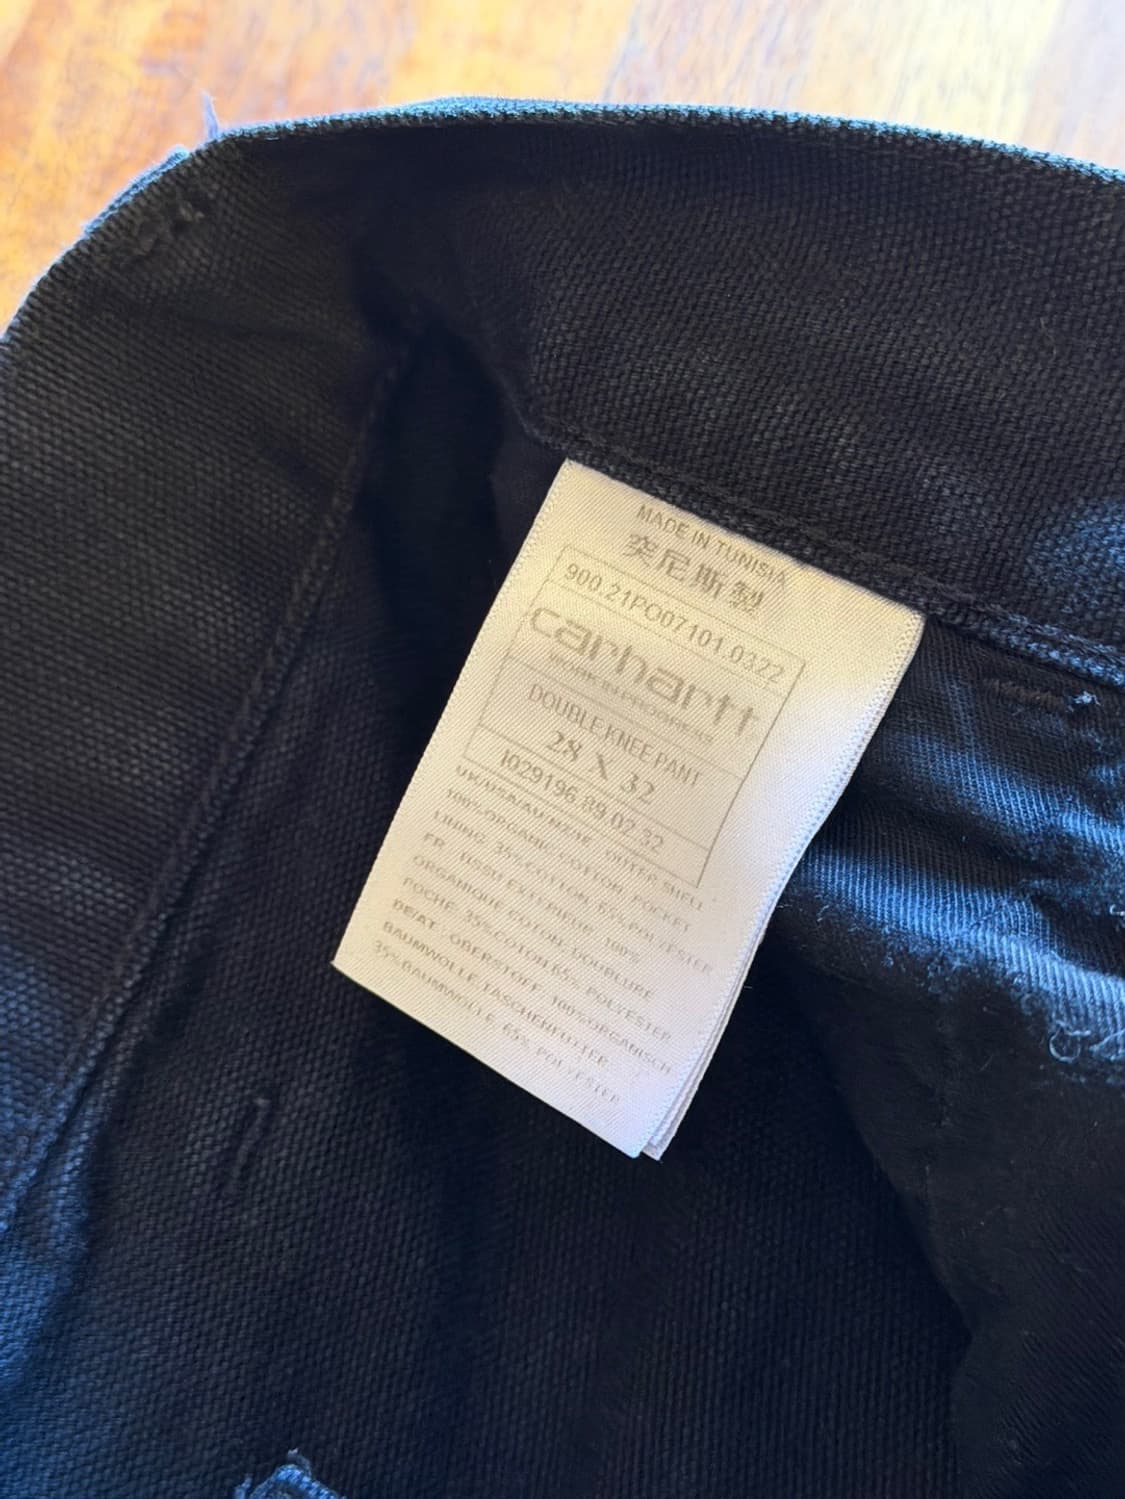 MADE IN TUNISIA
突尼斯製
900.21PO07101.0322
carhartt
WORK IN PROGRESS
DOUBLE KNEE PANT
28 X 32
I029196.89.02.32
UK/USA/AU/NZ/IE: OUTER SHELL
100%ORGANIC COTTON, POCKET
LINING: 35%COTTON, 65%POLYESTER
FR: TISSU EXTERIEUR 100%
ORGANIQUE COTON, DOUBLURE
POCHE: 35%COTON,65% POLYESTER
DE/AT: OBERSTOFF 100%ORGANISCH
BAUMWOLLE,TASCHENFUTTER
35%BAUMWOLLE, 65% POLYESTER